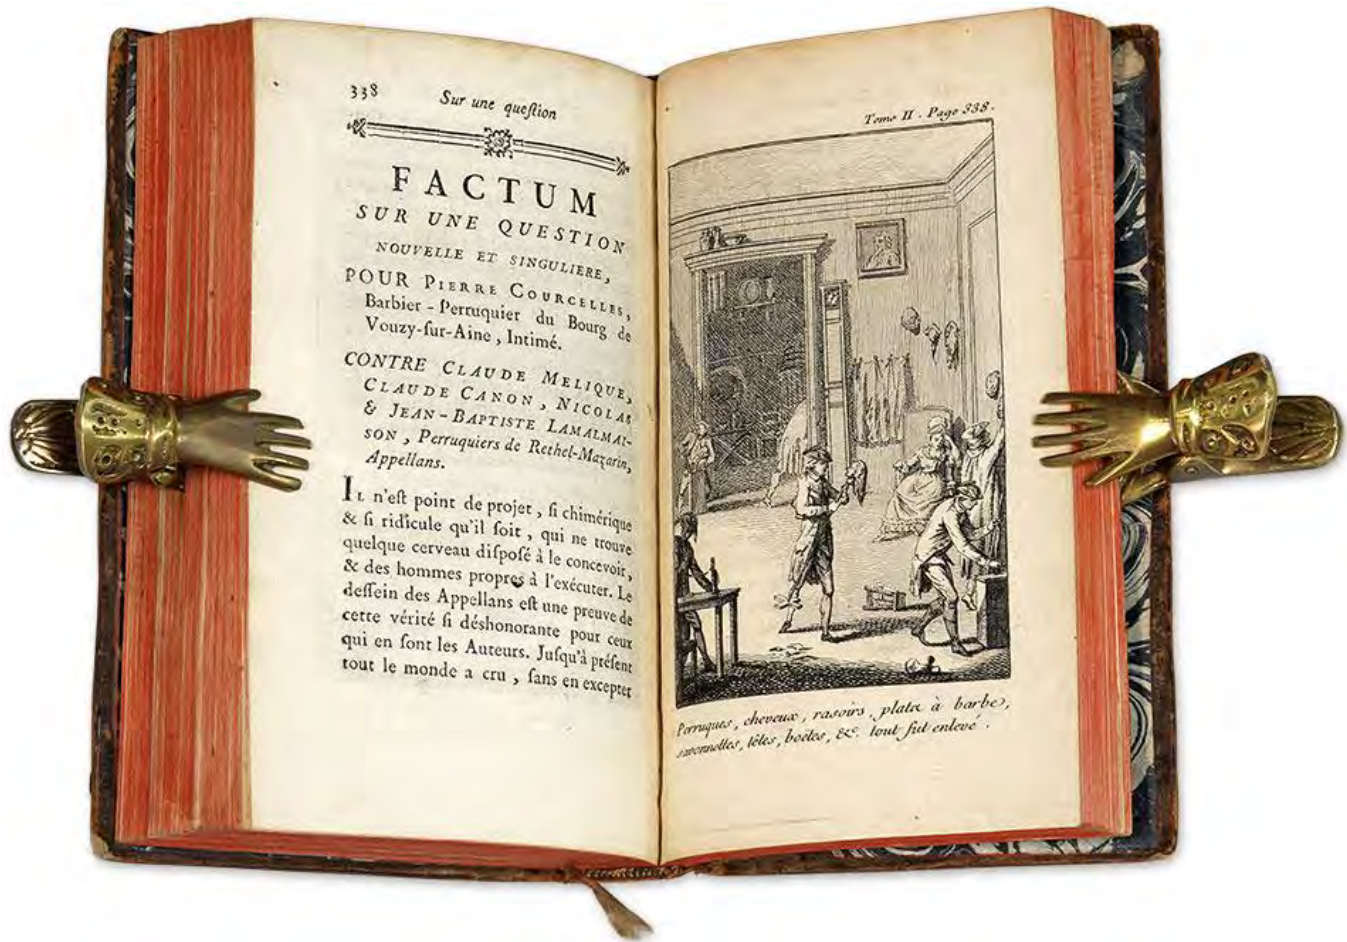 338 Sur une queſtion
FACTUM
SUR UNE QUESTION
NOUVELLE ET SINGULIERE,
POUR PIERRE COURCELLES,
Barbier-Perruquier du Bourg de
Vouzy-ſur-Aine, Intimé.
CONTRE CLAUDE MELIQUE,
CLAUDE CANON, NICOLAS
& JEAN-BAPTISTE LAMALMAI-
SON, Perruquiers de Rethel-Mazarin,
Appellans.
IL n'eſt point de projet, ſi chimérique
& ſi ridicule qu'il ſoit, qui ne trouve
quelque cerveau diſpoſé à le concevoir,
& des hommes propres à l'exécuter. Le
deſſein des Appellans eſt une preuve de
cette vérité ſi déshonorante pour ceux
qui en ſont les Auteurs. Juſqu'à préſent
tout le monde a cru, ſans en excepter
Tome II. Page 338.
Perruques, cheveux, rasoirs, plats à barbe,
savonnettes, têtes, boëtes, &c. tout fut enlevé.